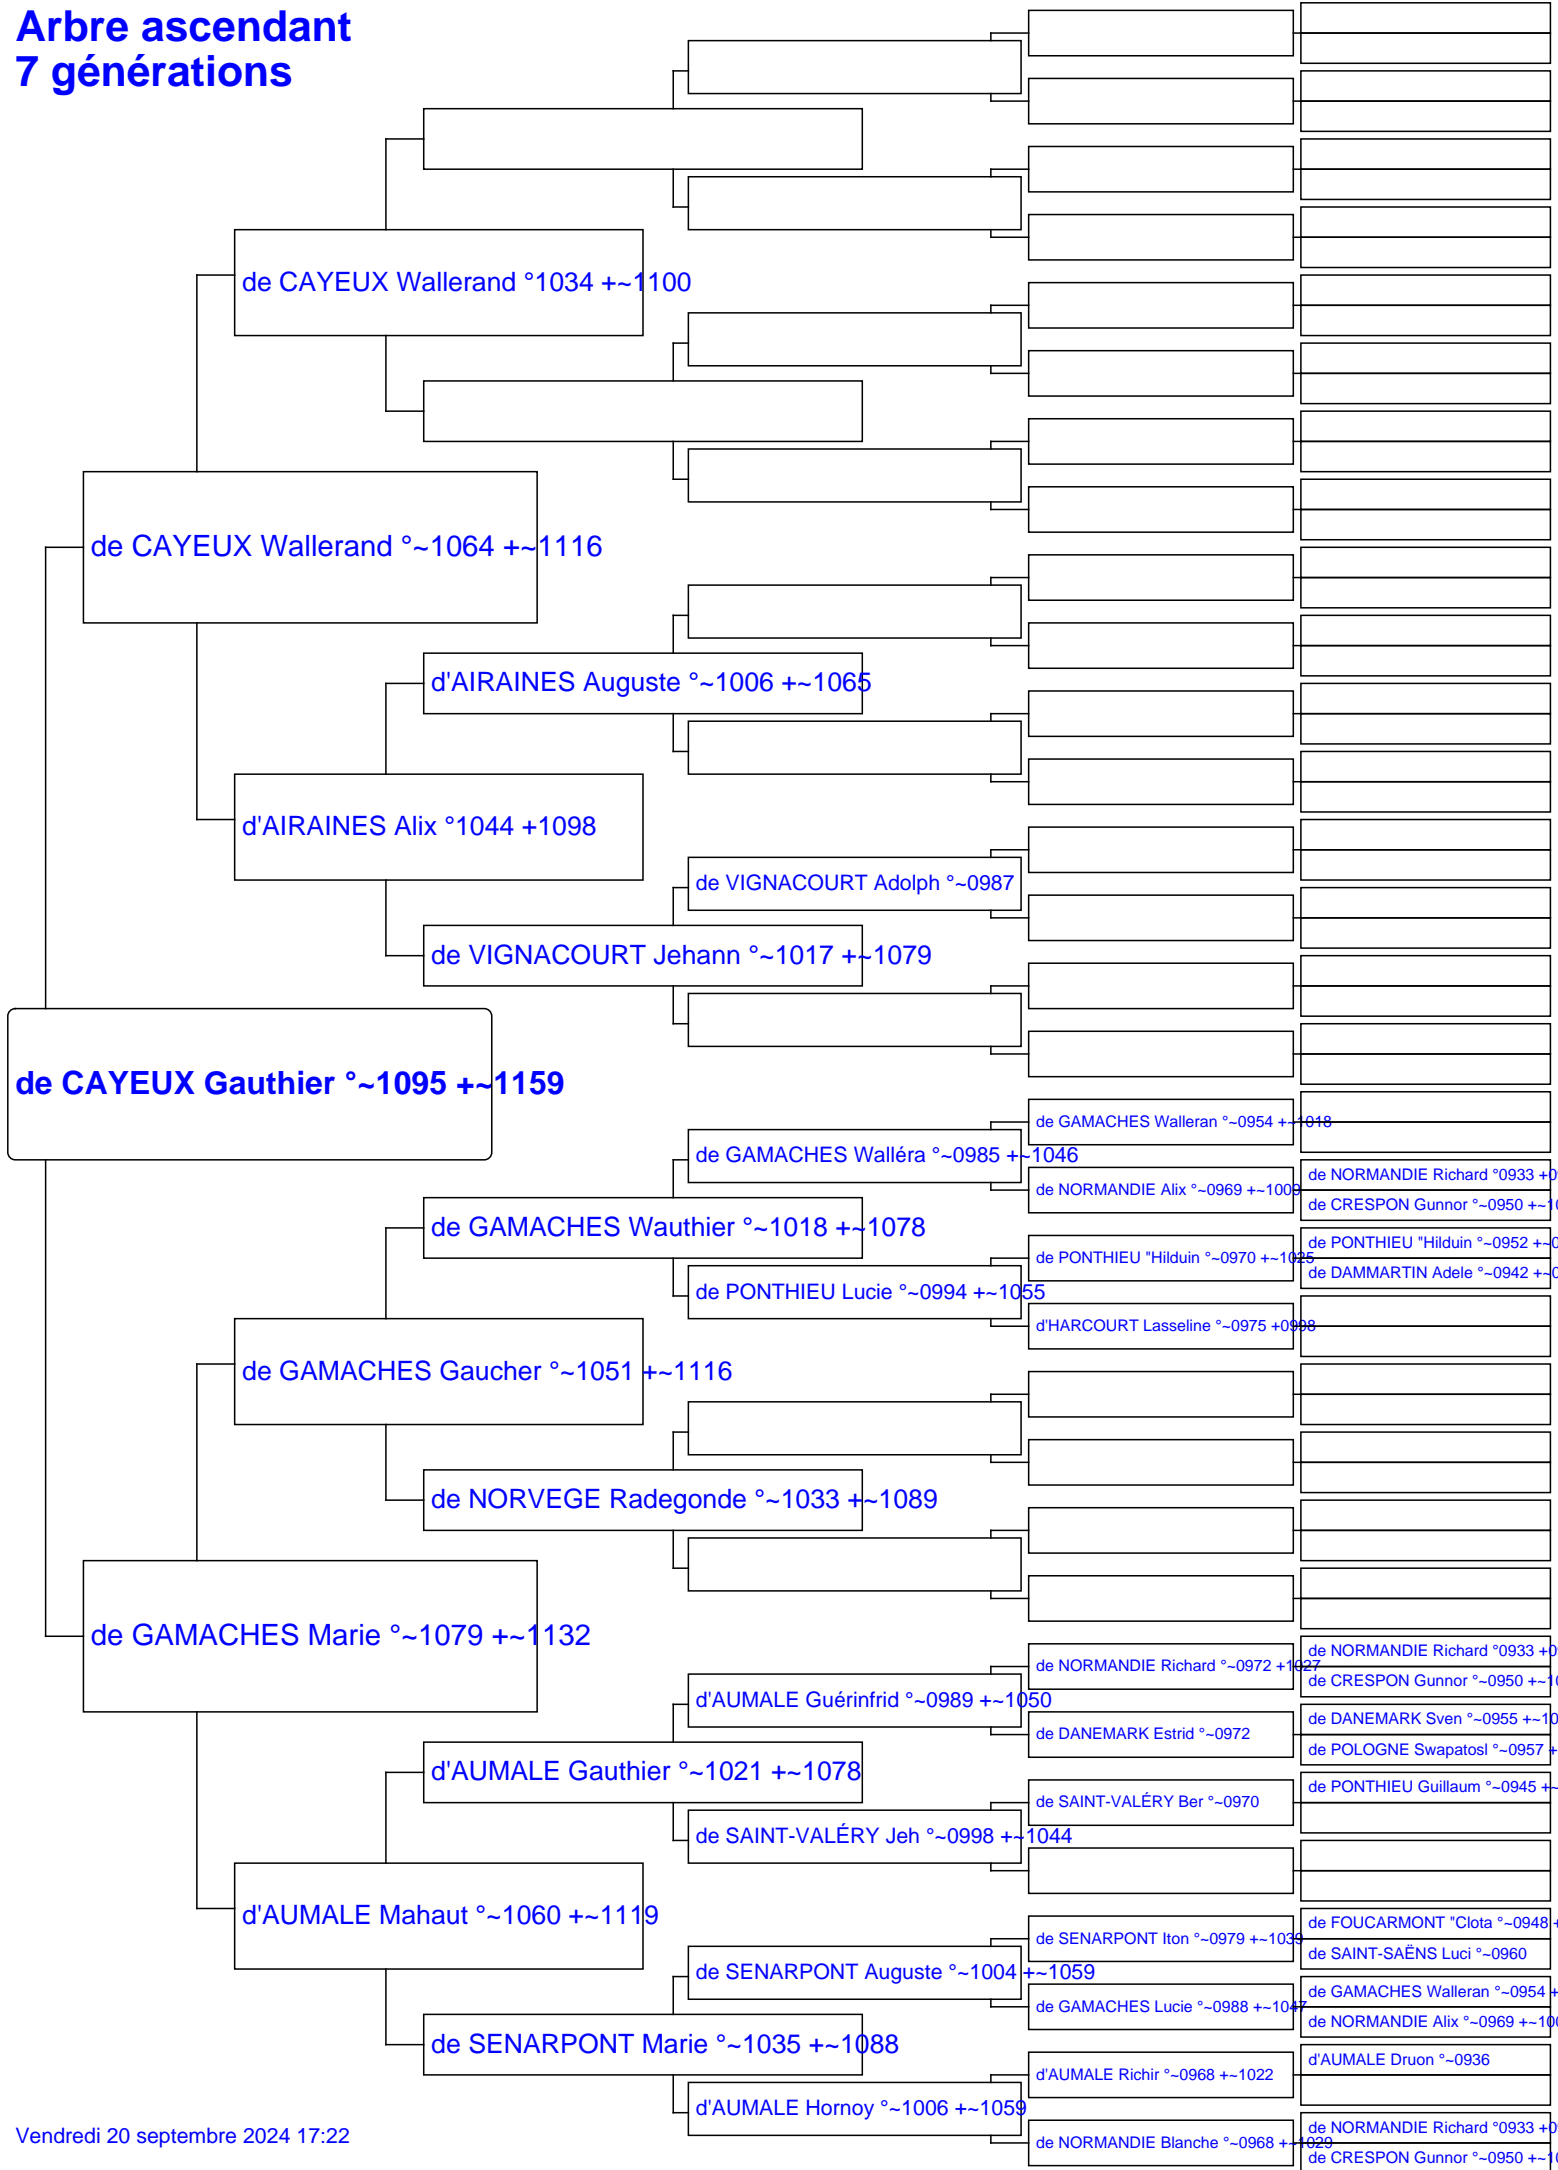 Arbre ascendant
7 générations
de CAYEUX Wallerand °1034 +~1100
de CAYEUX Wallerand °~1064 +~1116
d'AIRAINES Auguste °~1006 +~1065
d'AIRAINES Alix °1044 +1098
de VIGNACOURT Adolph °~0987
de VIGNACOURT Jehann °~1017 +~1079
de CAYEUX Gauthier °~1095 +~1159
de GAMACHES Walleran °~0954 +~1018
de GAMACHES Walléra °~0985 +~1046
de NORMANDIE Richard °0933 +0
de NORMANDIE Alix °~0969 +~1009
de CRESPON Gunnor °~0950 +~10
de GAMACHES Wauthier °~1018 +~1078
de PONTHIEU "Hilduin °~0952 +~0
de PONTHIEU "Hilduin °~0970 +~1025
de DAMMARTIN Adele °~0942 +~0
de PONTHIEU Lucie °~0994 +~1055
d'HARCOURT Lasseline °~0975 +0998
de GAMACHES Gaucher °~1051 +~1116
de NORVEGE Radegonde °~1033 +~1089
de GAMACHES Marie °~1079 +~1132
de NORMANDIE Richard °0933 +0
de NORMANDIE Richard °~0972 +1027
de CRESPON Gunnor °~0950 +~10
d'AUMALE Guérinfrid °~0989 +~1050
de DANEMARK Sven °~0955 +~10
de DANEMARK Estrid °~0972
de POLOGNE Swapatosl °~0957 +
d'AUMALE Gauthier °~1021 +~1078
de PONTHIEU Guillaum °~0945 +~
de SAINT-VALÉRY Ber °~0970
de SAINT-VALÉRY Jeh °~0998 +~1044
d'AUMALE Mahaut °~1060 +~1119
de FOUCARMONT "Clota °~0948 +
de SENARPONT Iton °~0979 +~1039
de SAINT-SAËNS Luci °~0960
de SENARPONT Auguste °~1004 +~1059
de GAMACHES Walleran °~0954 +
de GAMACHES Lucie °~0988 +~1047
de NORMANDIE Alix °~0969 +~100
de SENARPONT Marie °~1035 +~1088
d'AUMALE Druon °~0936
d'AUMALE Richir °~0968 +~1022
d'AUMALE Hornoy °~1006 +~1059
de NORMANDIE Richard °0933 +0
de NORMANDIE Blanche °~0968 +~1029
de CRESPON Gunnor °~0950 +~10
Vendredi 20 septembre 2024 17:22